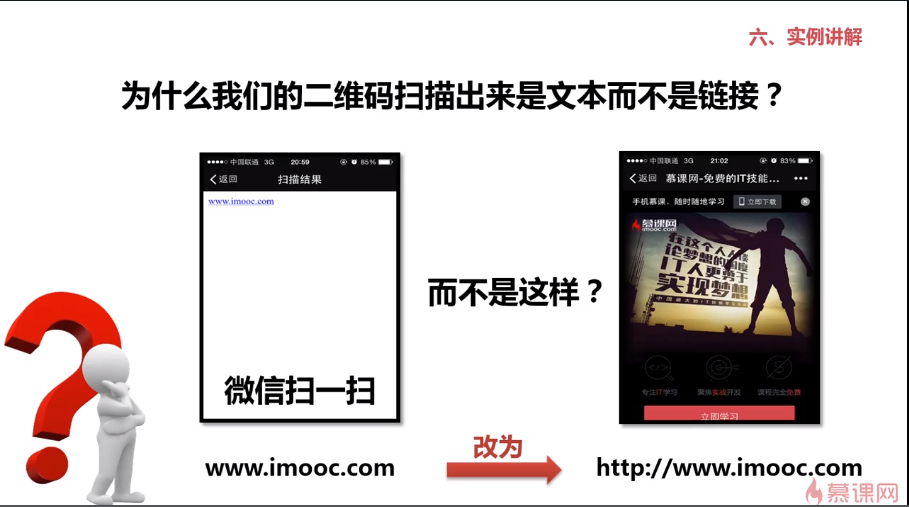 六、实例讲解
为什么我们的二维码扫描出来是文本而不是链接？
中国联通 3G 20:59 85%
返回 扫描结果
www.imooc.com
微信扫一扫
www.imooc.com
而不是这样？
改为
中国联通 3G 21:02 83%
返回 慕课网-免费的IT技能...
手机慕课，随时随地学习 立即下载
慕课网
imooc.com
在这个人人谈
论梦想的国度
IT人更勇于
实现梦想
专注IT学习 聚焦实战开发 课程完全免费
立即学习
http://www.imooc.com
慕课网